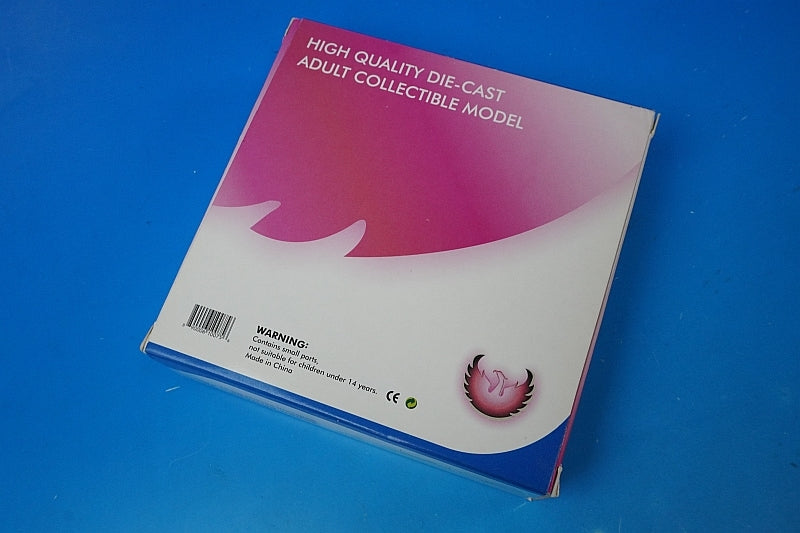 HIGH QUALITY DIE-CAST
ADULT COLLECTIBLE MODEL
WARNING:
Contains small parts,
not suitable for children under 14 years.
Made in China
CE